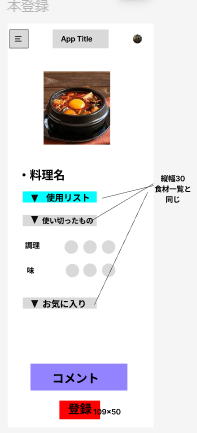 本登録
App Title
・料理名
▼ 使用リスト
▼ 使い切ったもの
縦幅30
食材一覧と
同じ
調理
味
▼ お気に入り
コメント
登録
109×50